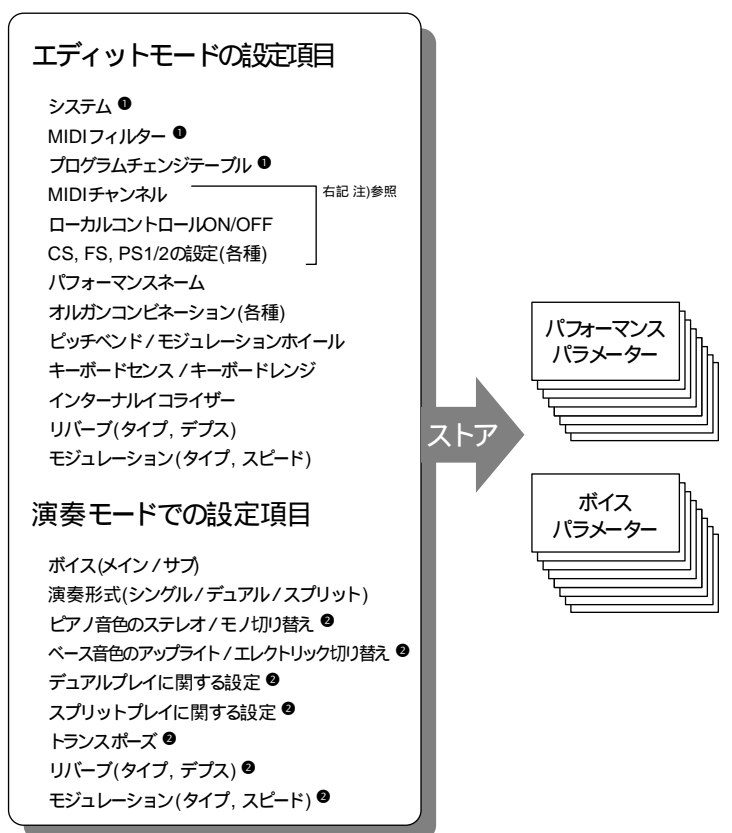 エディットモードの設定項目
システム ❶
MIDIフィルター ❶
プログラムチェンジテーブル ❶
MIDIチャンネル
右記 注)参照
ローカルコントロールON/OFF
CS, FS, PS1/2の設定(各種)
パフォーマンスネーム
オルガンコンビネーション(各種)
ピッチベンド/モジュレーションホイール
キーボードセンス/キーボードレンジ
インターナルイコライザー
リバーブ(タイプ, デプス)
モジュレーション(タイプ, スピード)
演奏モードでの設定項目
ボイス(メイン/サブ)
演奏形式(シングル/デュアル/スプリット)
ピアノ音色のステレオ/モノ切り替え ❷
ベース音色のアップライト/エレクトリック切り替え ❷
デュアルプレイに関する設定 ❷
スプリットプレイに関する設定 ❷
トランスポーズ ❷
リバーブ(タイプ, デプス) ❷
モジュレーション(タイプ, スピード) ❷
ストア
パフォーマンス
パラメーター
ボイス
パラメーター